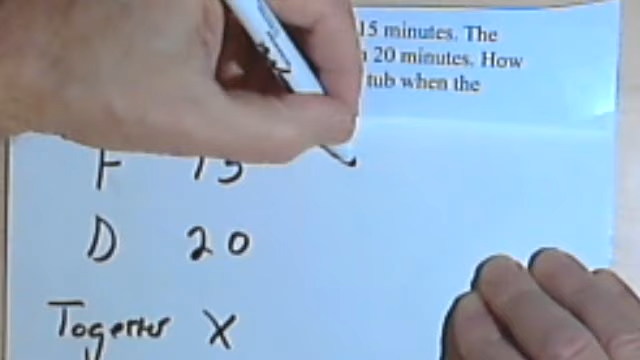 15 minutes. The
20 minutes. How
tub when the
F 15
D 20
Together X